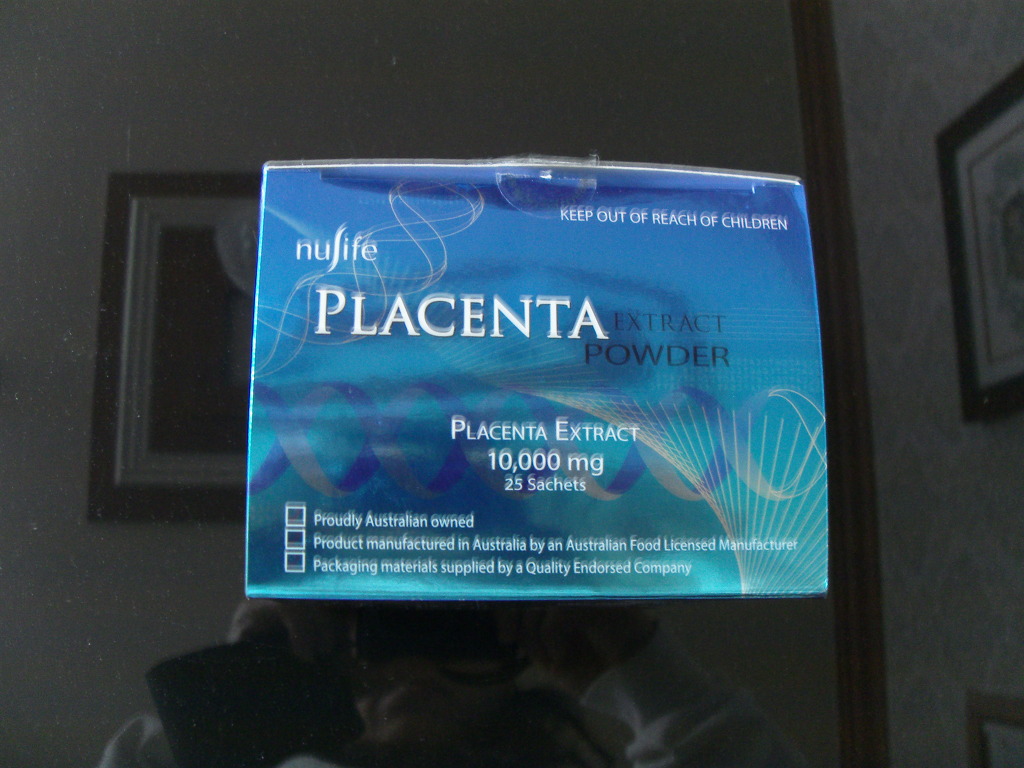 KEEP OUT OF REACH OF CHILDREN
nulife
PLACENTA EXTRACT
POWDER
PLACENTA EXTRACT
10,000 mg
25 Sachets
Proudly Australian owned
Product manufactured in Australia by an Australian Food Licensed Manufacturer
Packaging materials supplied by a Quality Endorsed Company